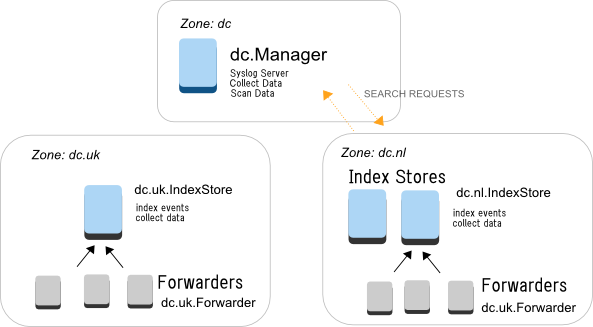 Zone: dc
dc.Manager
Syslog Server
Collect Data
Scan Data
SEARCH REQUESTS
Zone: dc.uk
dc.uk.IndexStore
index events
collect data
Forwarders
dc.uk.Forwarder
Zone: dc.nl
Index Stores
dc.nl.IndexStore
index events
collect data
Forwarders
dc.uk.Forwarder